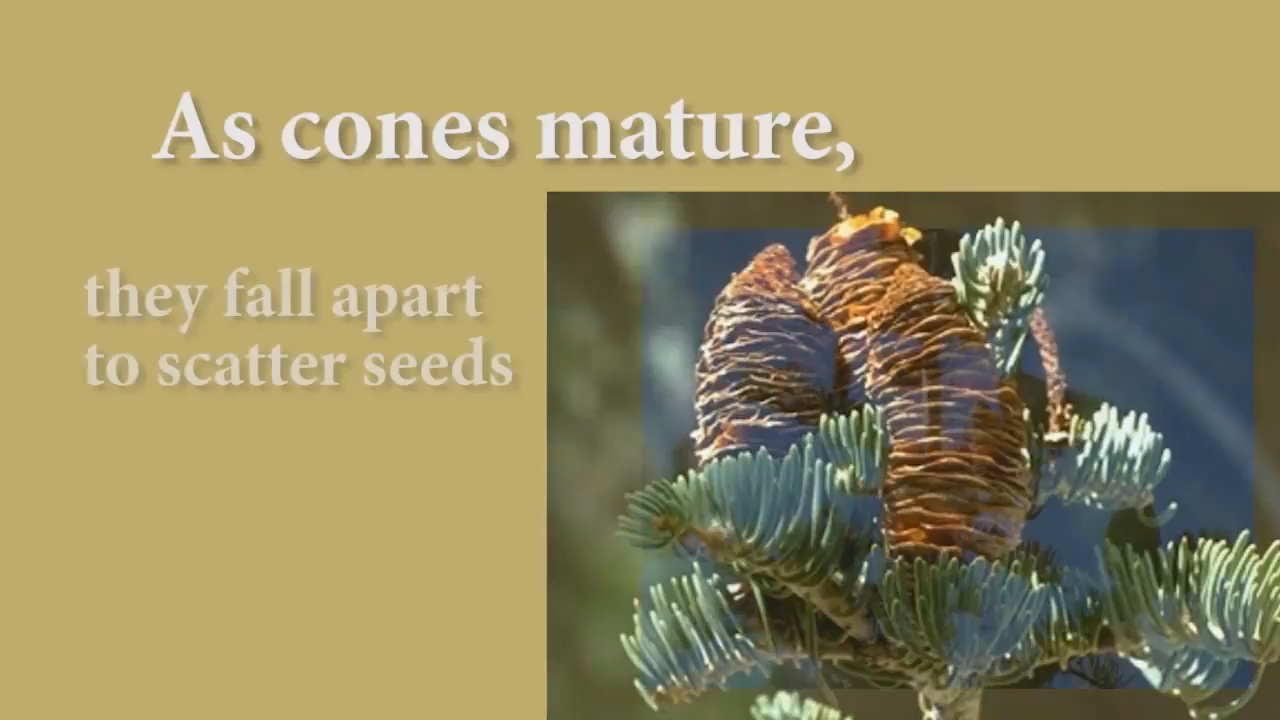 As cones mature,
they fall apart
to scatter seeds